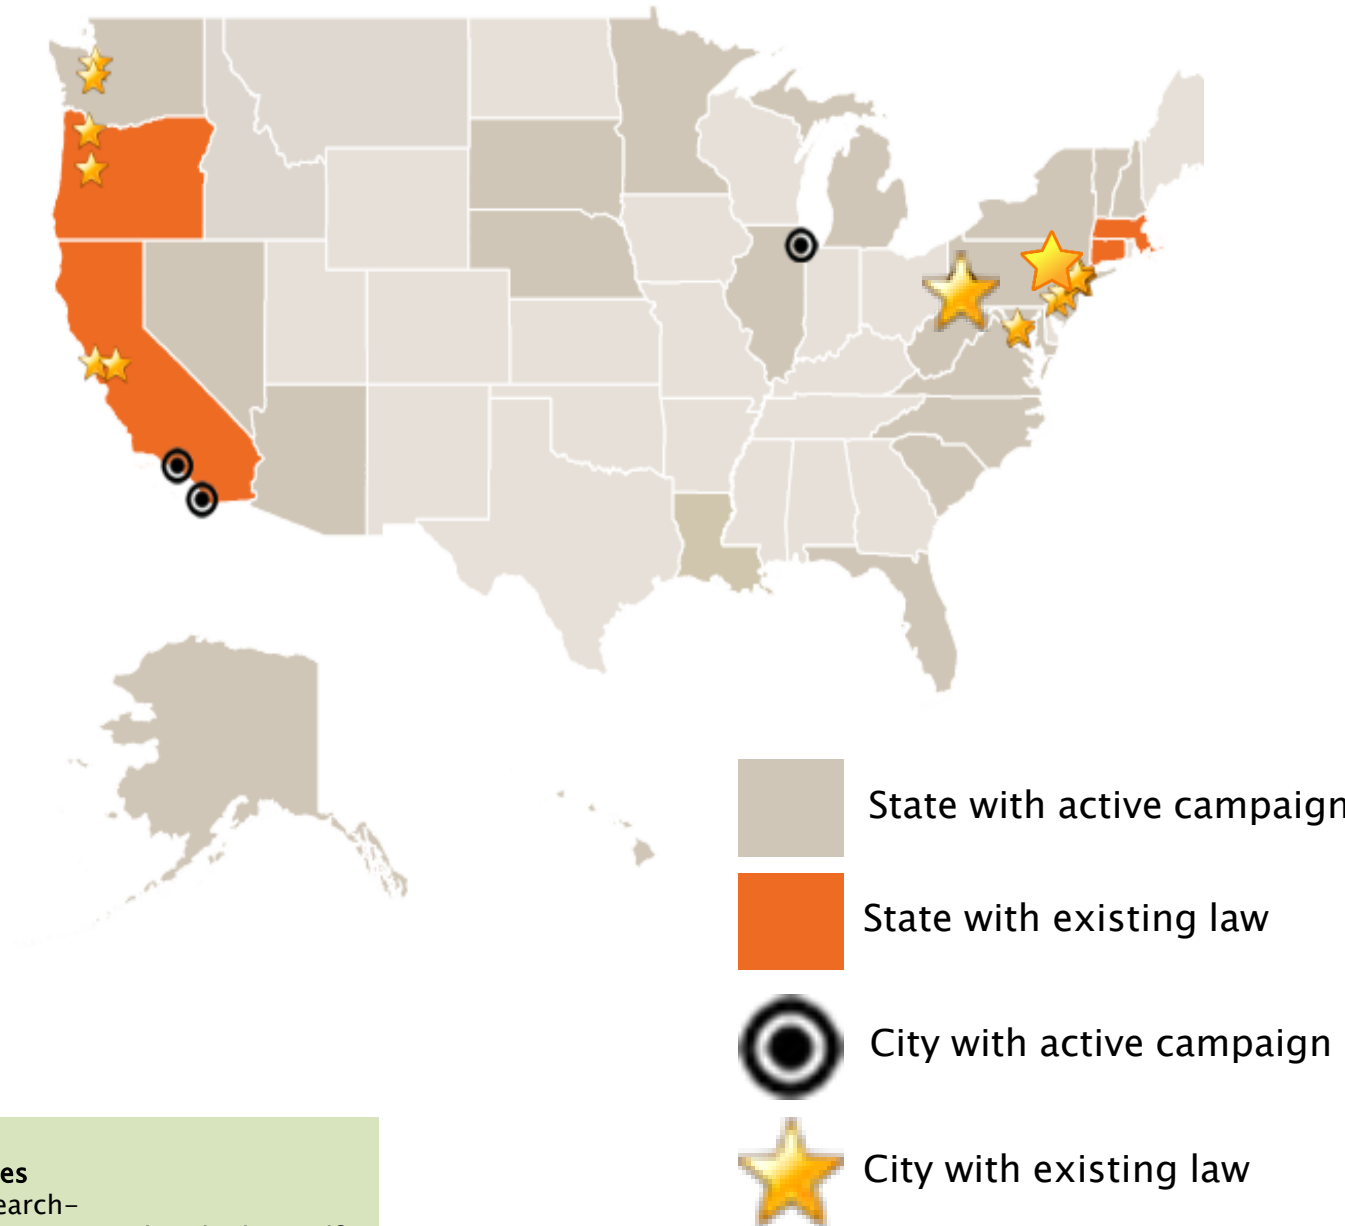 State with active campaign
State with existing law
City with active campaign
City with existing law
es
earch-